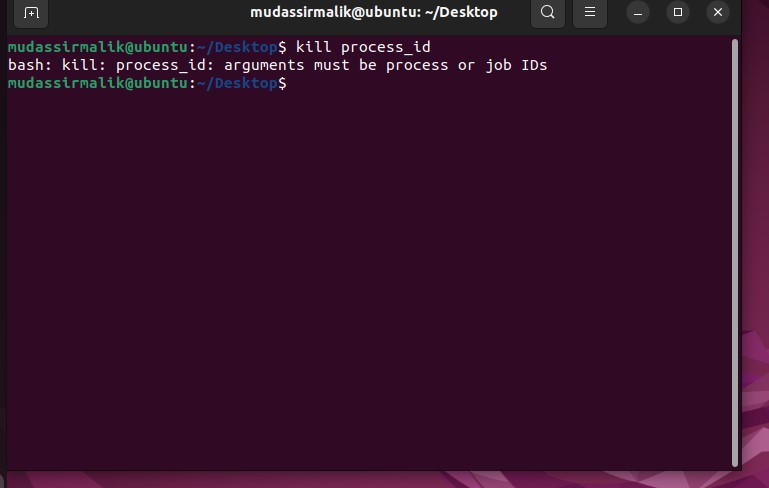 mudassirmalik@ubuntu: ~/Desktop
mudassirmalik@ubuntu:~/Desktop$ kill process_id
bash: kill: process_id: arguments must be process or job IDs
mudassirmalik@ubuntu:~/Desktop$